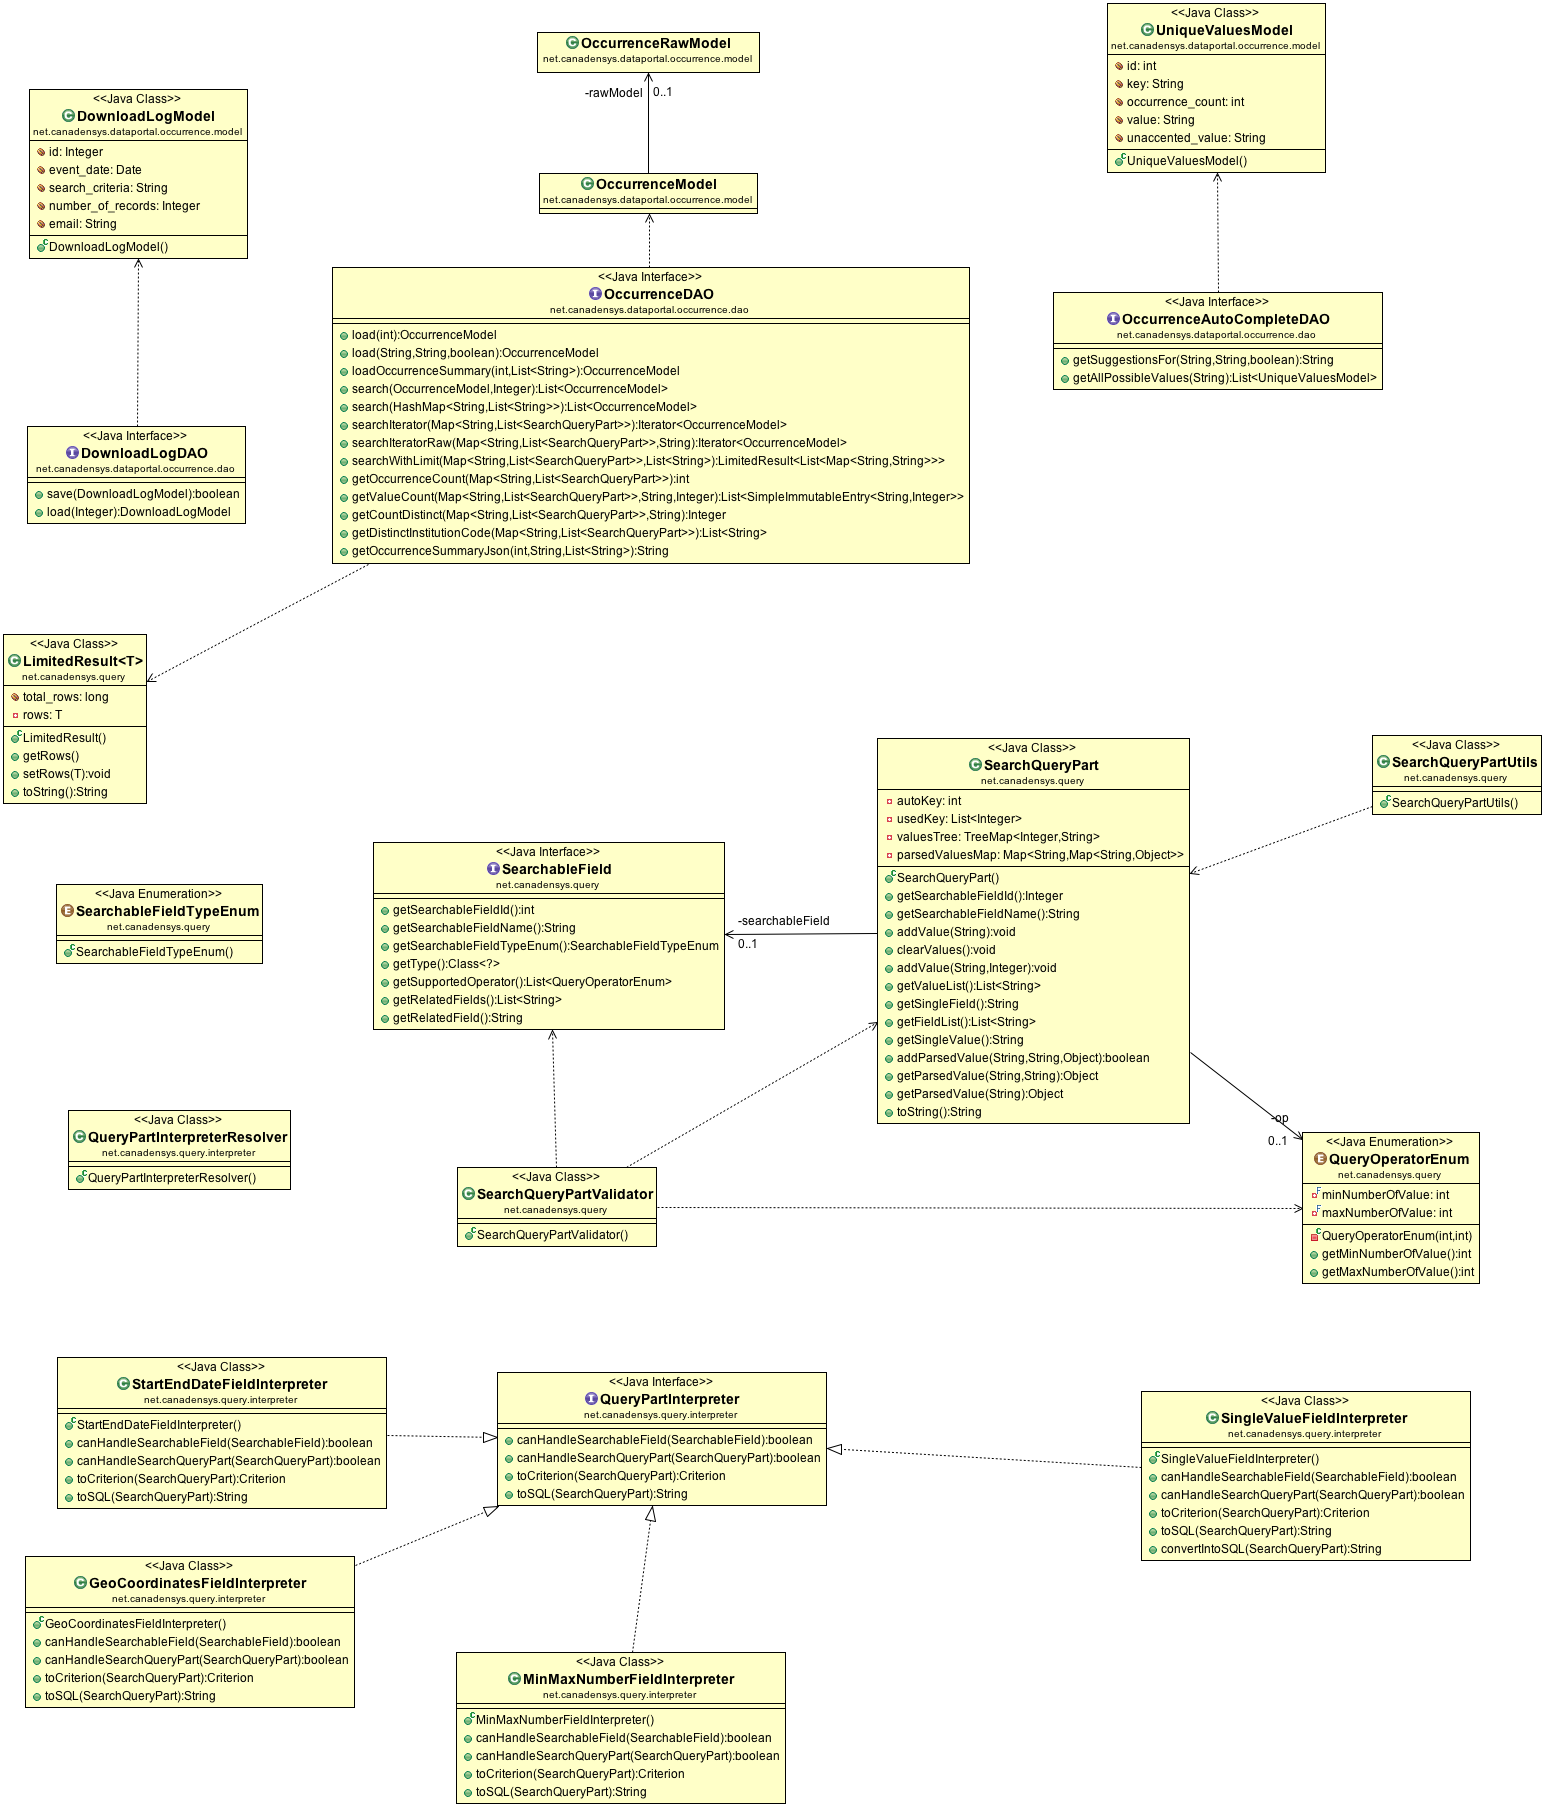 <<Java Class>>
UniqueValuesModel
net.canadensys.dataportal.occurrence.model
id: int
key: String
occurrence_count: int
value: String
unaccented_value: String
UniqueValuesModel()
OccurrenceRawModel
net.canadensys.dataportal.occurrence.model
-rawModel
0..1
<<Java Class>>
DownloadLogModel
net.canadensys.dataportal.occurrence.model
id: Integer
event_date: Date
search_criteria: String
number_of_records: Integer
email: String
DownloadLogModel()
OccurrenceModel
net.canadensys.dataportal.occurrence.model
<<Java Interface>>
OccurrenceDAO
net.canadensys.dataportal.occurrence.dao
load(int):OccurrenceModel
load(String,String,boolean):OccurrenceModel
loadOccurrenceSummary(int,List<String>):OccurrenceModel
search(OccurrenceModel,Integer):List<OccurrenceModel>
search(HashMap<String,List<String>>):List<OccurrenceModel>
searchIterator(Map<String,List<SearchQueryPart>>):Iterator<OccurrenceModel>
searchIteratorRaw(Map<String,List<SearchQueryPart>>,String):Iterator<OccurrenceModel>
searchWithLimit(Map<String,List<SearchQueryPart>>,List<String>):LimitedResult<List<Map<String,String>>>
getOccurrenceCount(Map<String,List<SearchQueryPart>>):int
getValueCount(Map<String,List<SearchQueryPart>>,String,Integer):List<SimpleImmutableEntry<String,Integer>>
getCountDistinct(Map<String,List<SearchQueryPart>>,String):Integer
getDistinctInstitutionCode(Map<String,List<SearchQueryPart>>):List<String>
getOccurrenceSummaryJson(int,String,List<String>):String
<<Java Interface>>
OccurrenceAutoCompleteDAO
net.canadensys.dataportal.occurrence.dao
getSuggestionsFor(String,String,boolean):String
getAllPossibleValues(String):List<UniqueValuesModel>
<<Java Interface>>
DownloadLogDAO
net.canadensys.dataportal.occurrence.dao
save(DownloadLogModel):boolean
load(Integer):DownloadLogModel
<<Java Class>>
LimitedResult<T>
net.canadensys.query
total_rows: long
rows: T
LimitedResult()
getRows()
setRows(T):void
toString():String
<<Java Class>>
SearchQueryPart
net.canadensys.query
autoKey: int
usedKey: List<Integer>
valuesTree: TreeMap<Integer,String>
parsedValuesMap: Map<String,Map<String,Object>>
SearchQueryPart()
getSearchableFieldId():Integer
getSearchableFieldName():String
addValue(String):void
clearValues():void
addValue(String,Integer):void
getValueList():List<String>
getSingleField():String
getFieldList():List<String>
getSingleValue():String
addParsedValue(String,String,Object):boolean
getParsedValue(String,String):Object
getParsedValue(String):Object
toString():String
<<Java Class>>
SearchQueryPartUtils
net.canadensys.query
SearchQueryPartUtils()
<<Java Interface>>
SearchableField
net.canadensys.query
getSearchableFieldId():int
getSearchableFieldName():String
getSearchableFieldTypeEnum():SearchableFieldTypeEnum
getType():Class<?>
getSupportedOperator():List<QueryOperatorEnum>
getRelatedFields():List<String>
getRelatedField():String
-searchableField
0..1
<<Java Enumeration>>
SearchableFieldTypeEnum
net.canadensys.query
SearchableFieldTypeEnum()
<<Java Class>>
QueryPartInterpreterResolver
net.canadensys.query.interpreter
QueryPartInterpreterResolver()
<<Java Class>>
SearchQueryPartValidator
net.canadensys.query
SearchQueryPartValidator()
-op
0..1
<<Java Enumeration>>
QueryOperatorEnum
net.canadensys.query
minNumberOfValue: int
maxNumberOfValue: int
QueryOperatorEnum(int,int)
getMinNumberOfValue():int
getMaxNumberOfValue():int
<<Java Class>>
StartEndDateFieldInterpreter
net.canadensys.query.interpreter
StartEndDateFieldInterpreter()
canHandleSearchableField(SearchableField):boolean
canHandleSearchQueryPart(SearchQueryPart):boolean
toCriterion(SearchQueryPart):Criterion
toSQL(SearchQueryPart):String
<<Java Interface>>
QueryPartInterpreter
net.canadensys.query.interpreter
canHandleSearchableField(SearchableField):boolean
canHandleSearchQueryPart(SearchQueryPart):boolean
toCriterion(SearchQueryPart):Criterion
toSQL(SearchQueryPart):String
<<Java Class>>
SingleValueFieldInterpreter
net.canadensys.query.interpreter
SingleValueFieldInterpreter()
canHandleSearchableField(SearchableField):boolean
canHandleSearchQueryPart(SearchQueryPart):boolean
toCriterion(SearchQueryPart):Criterion
toSQL(SearchQueryPart):String
convertIntoSQL(SearchQueryPart):String
<<Java Class>>
GeoCoordinatesFieldInterpreter
net.canadensys.query.interpreter
GeoCoordinatesFieldInterpreter()
canHandleSearchableField(SearchableField):boolean
canHandleSearchQueryPart(SearchQueryPart):boolean
toCriterion(SearchQueryPart):Criterion
toSQL(SearchQueryPart):String
<<Java Class>>
MinMaxNumberFieldInterpreter
net.canadensys.query.interpreter
MinMaxNumberFieldInterpreter()
canHandleSearchableField(SearchableField):boolean
canHandleSearchQueryPart(SearchQueryPart):boolean
toCriterion(SearchQueryPart):Criterion
toSQL(SearchQueryPart):String